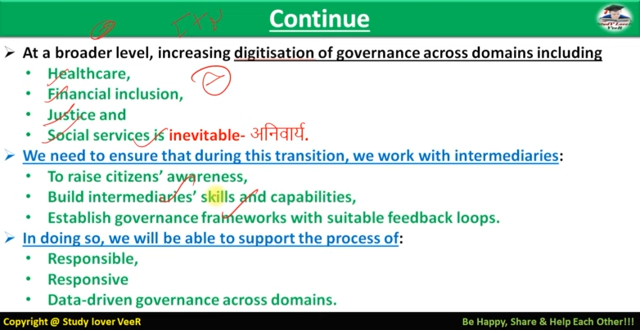 Continue
At a broader level, increasing digitisation of governance across domains including
Healthcare,
Financial inclusion,
Justice and
Social services is inevitable- अनिवार्य.
We need to ensure that during this transition, we work with intermediaries:
To raise citizens' awareness,
Build intermediaries' skills and capabilities,
Establish governance frameworks with suitable feedback loops.
In doing so, we will be able to support the process of:
Responsible,
Responsive
Data-driven governance across domains.
Copyright @ Study lover VeeR
Be Happy, Share & Help Each Other!!!